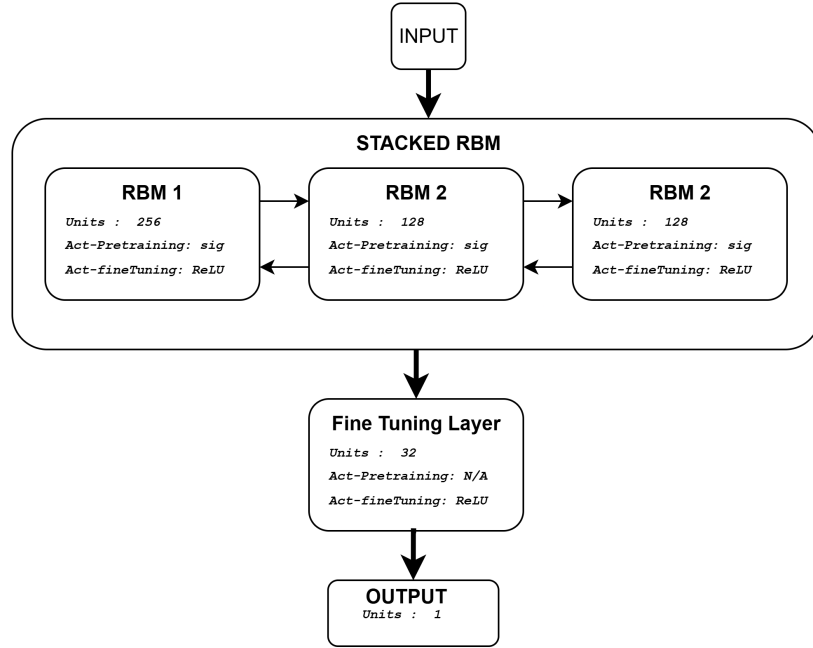 INPUT
STACKED RBM
RBM 1
Units : 256
Act-Pretraining: sig
Act-fineTuning: ReLU
RBM 2
Units : 128
Act-Pretraining: sig
Act-fineTuning: ReLU
RBM 2
Units : 128
Act-Pretraining: sig
Act-fineTuning: ReLU
Fine Tuning Layer
Units : 32
Act-Pretraining: N/A
Act-fineTuning: ReLU
OUTPUT
Units : 1